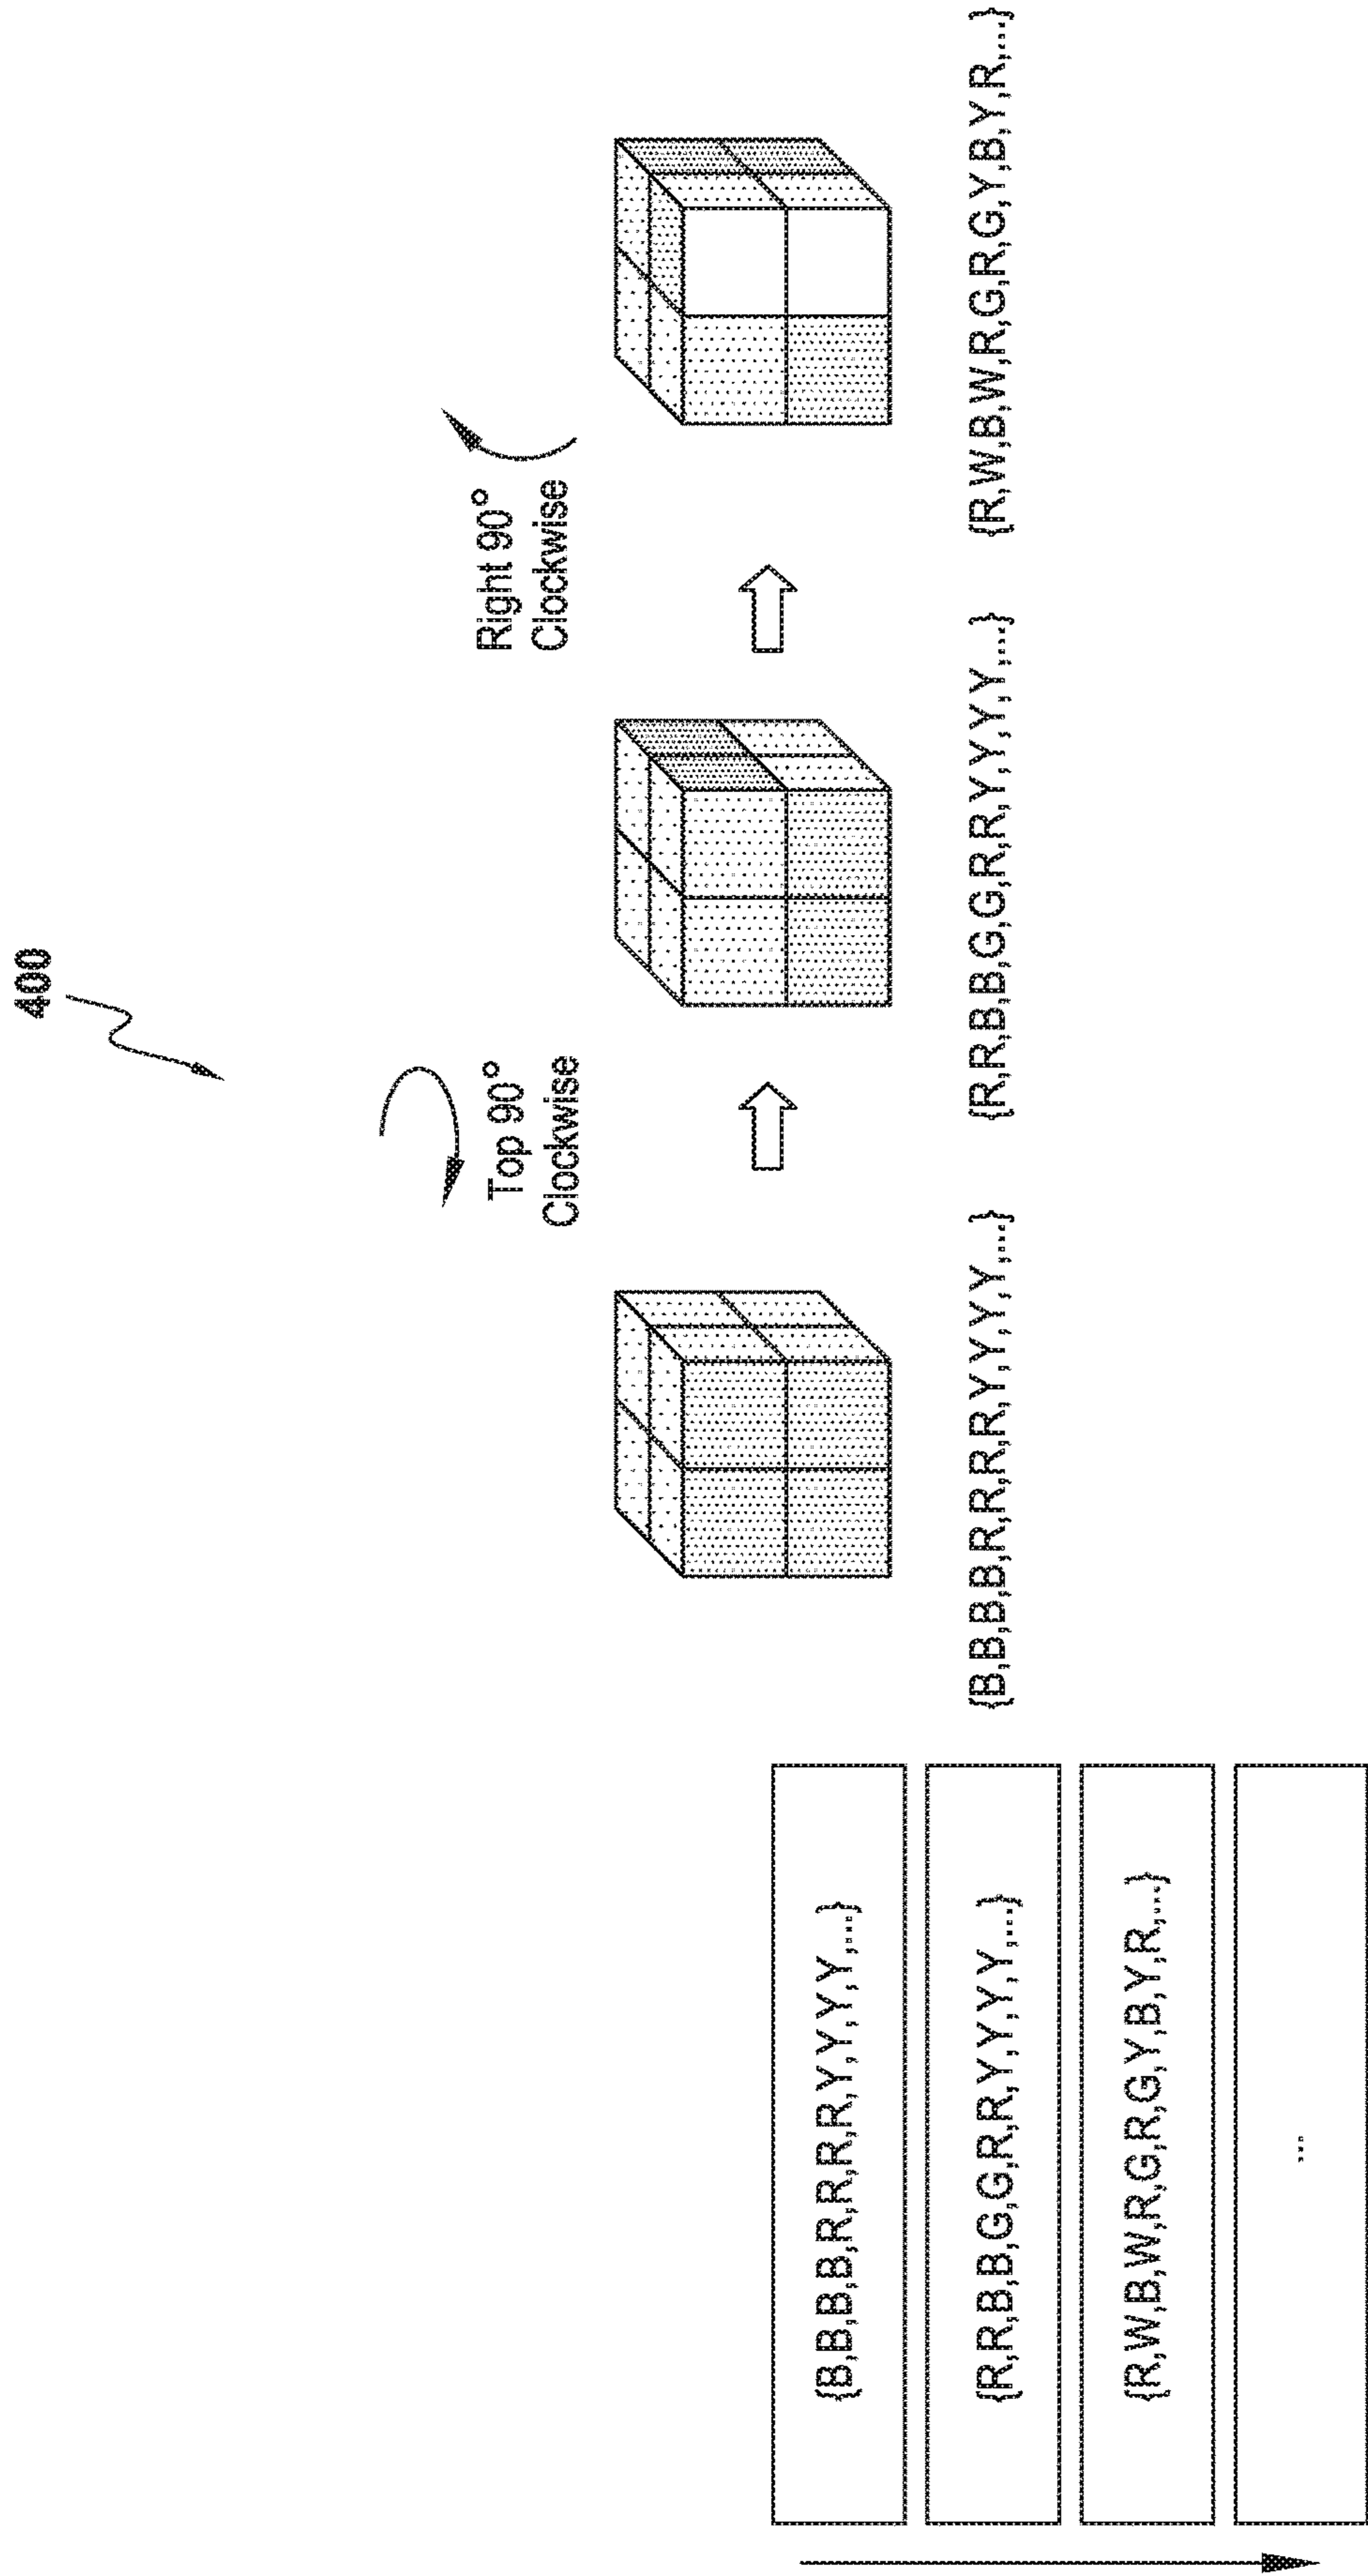 400
Top 90°
Clockwise
Right 90°
Clockwise
{B,B,B,B,R,R,R,R,Y,Y,Y,Y,...}
{R,R,B,B,G,G,R,R,Y,Y,Y,Y,...}
{R,W,B,W,R,G,R,G,Y,B,Y,R,...}
{B,B,B,B,R,R,R,R,Y,Y,Y,Y,...}
{R,R,B,B,G,G,R,R,Y,Y,Y,Y,...}
{R,W,B,W,R,G,R,G,Y,B,Y,R,...}
...